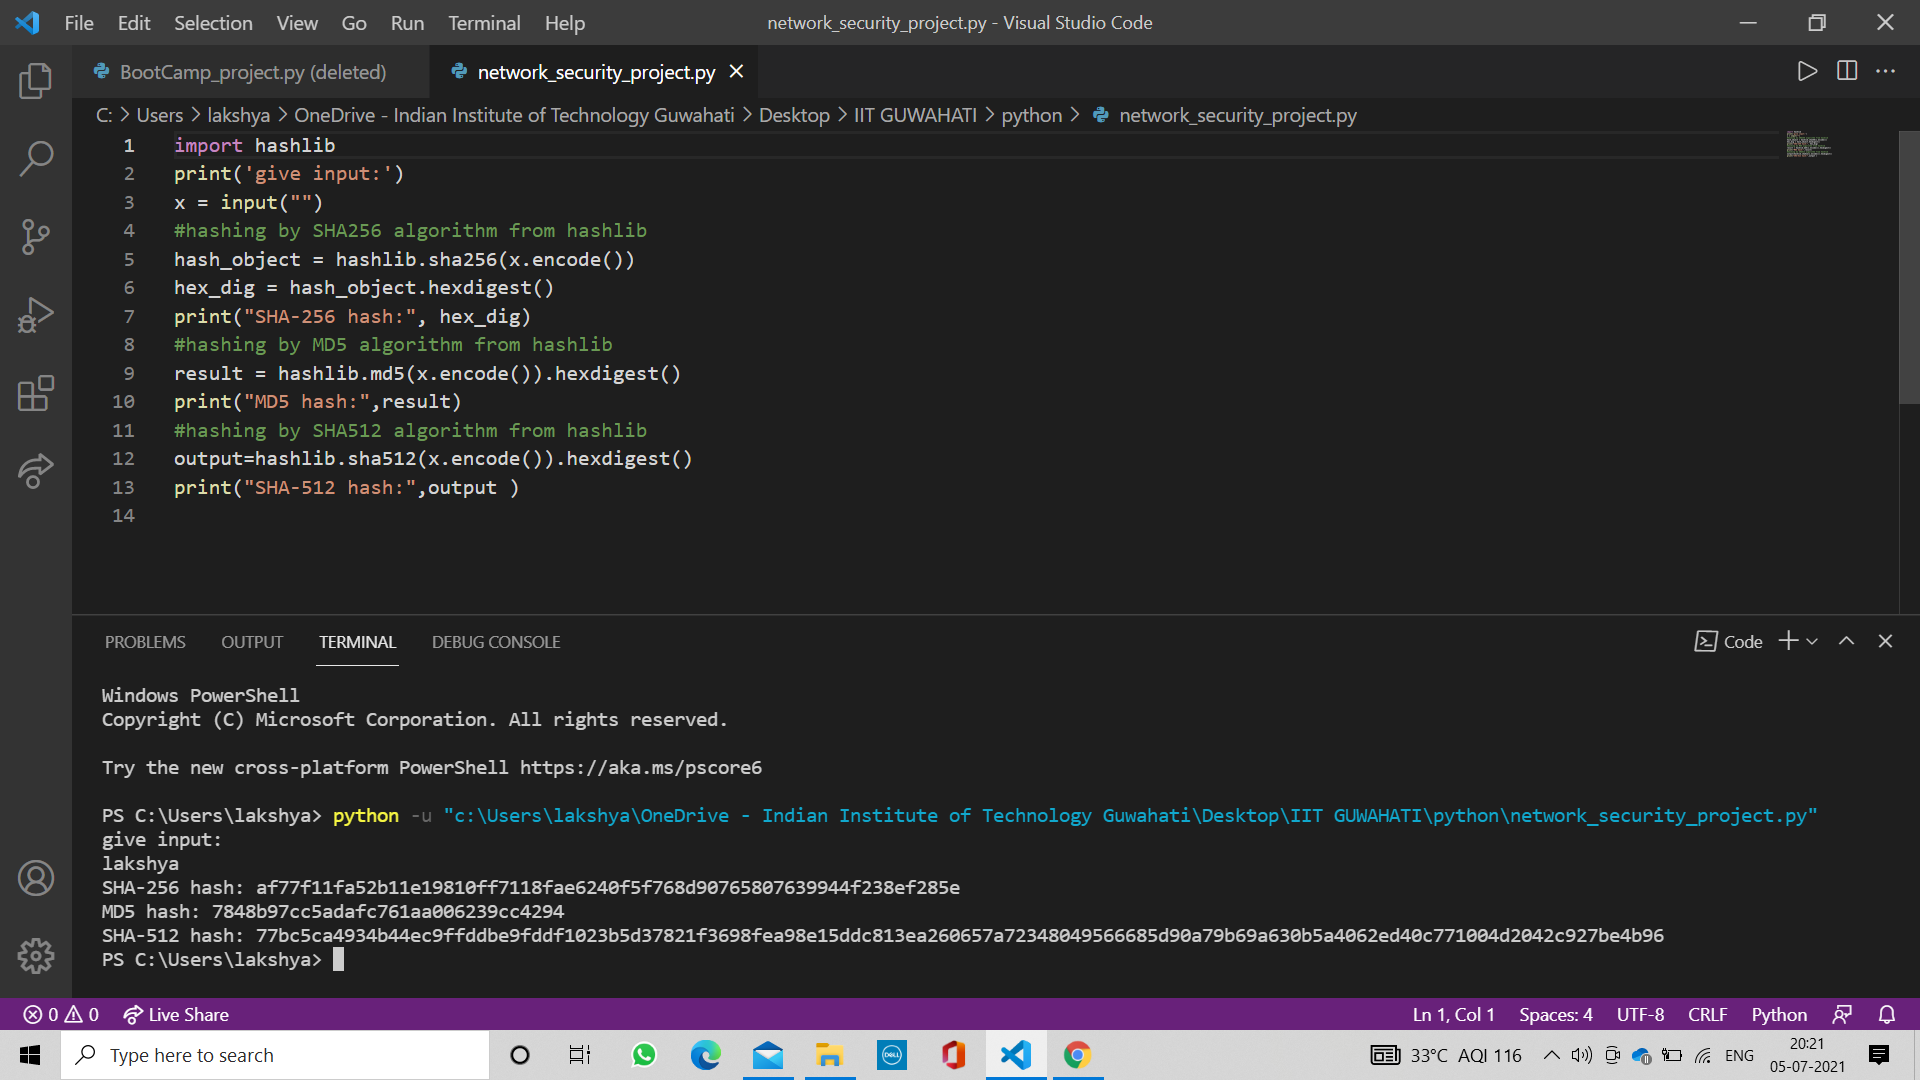 File Edit Selection View Go Run Terminal Help network_security_project.py - Visual Studio Code
BootCamp_project.py (deleted) network_security_project.py
C: > Users > lakshya > OneDrive - Indian Institute of Technology Guwahati > Desktop > IIT GUWAHATI > python > network_security_project.py
1 import hashlib
2 print('give input:')
3 x = input("")
4 #hashing by SHA256 algorithm from hashlib
5 hash_object = hashlib.sha256(x.encode())
6 hex_dig = hash_object.hexdigest()
7 print("SHA-256 hash:", hex_dig)
8 #hashing by MD5 algorithm from hashlib
9 result = hashlib.md5(x.encode()).hexdigest()
10 print("MD5 hash:",result)
11 #hashing by SHA512 algorithm from hashlib
12 output=hashlib.sha512(x.encode()).hexdigest()
13 print("SHA-512 hash:",output )
14
PROBLEMS OUTPUT TERMINAL DEBUG CONSOLE Code
Windows PowerShell
Copyright (C) Microsoft Corporation. All rights reserved.
Try the new cross-platform PowerShell https://aka.ms/pscore6
PS C:\Users\lakshya> python -u "c:\Users\lakshya\OneDrive - Indian Institute of Technology Guwahati\Desktop\IIT GUWAHATI\python\network_security_project.py"
give input:
lakshya
SHA-256 hash: af77f11fa52b11e19810ff7118fae6240f5f768d90765807639944f238ef285e
MD5 hash: 7848b97cc5adafc761aa006239cc4294
SHA-512 hash: 77bc5ca4934b44ec9ffddbe9fddf1023b5d37821f3698fea98e15ddc813ea260657a72348049566685d90a79b69a630b5a4062ed40c771004d2042c927be4b96
PS C:\Users\lakshya>
0 0 Live Share Ln 1, Col 1 Spaces: 4 UTF-8 CRLF Python
Type here to search DELL 33°C AQI 116 ENG 20:21
05-07-2021